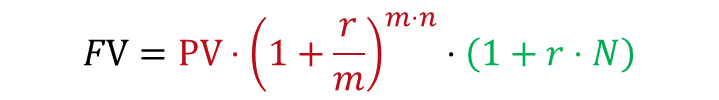 FV = PV · (1 + r/m)^(m·n) · (1 + r · N)